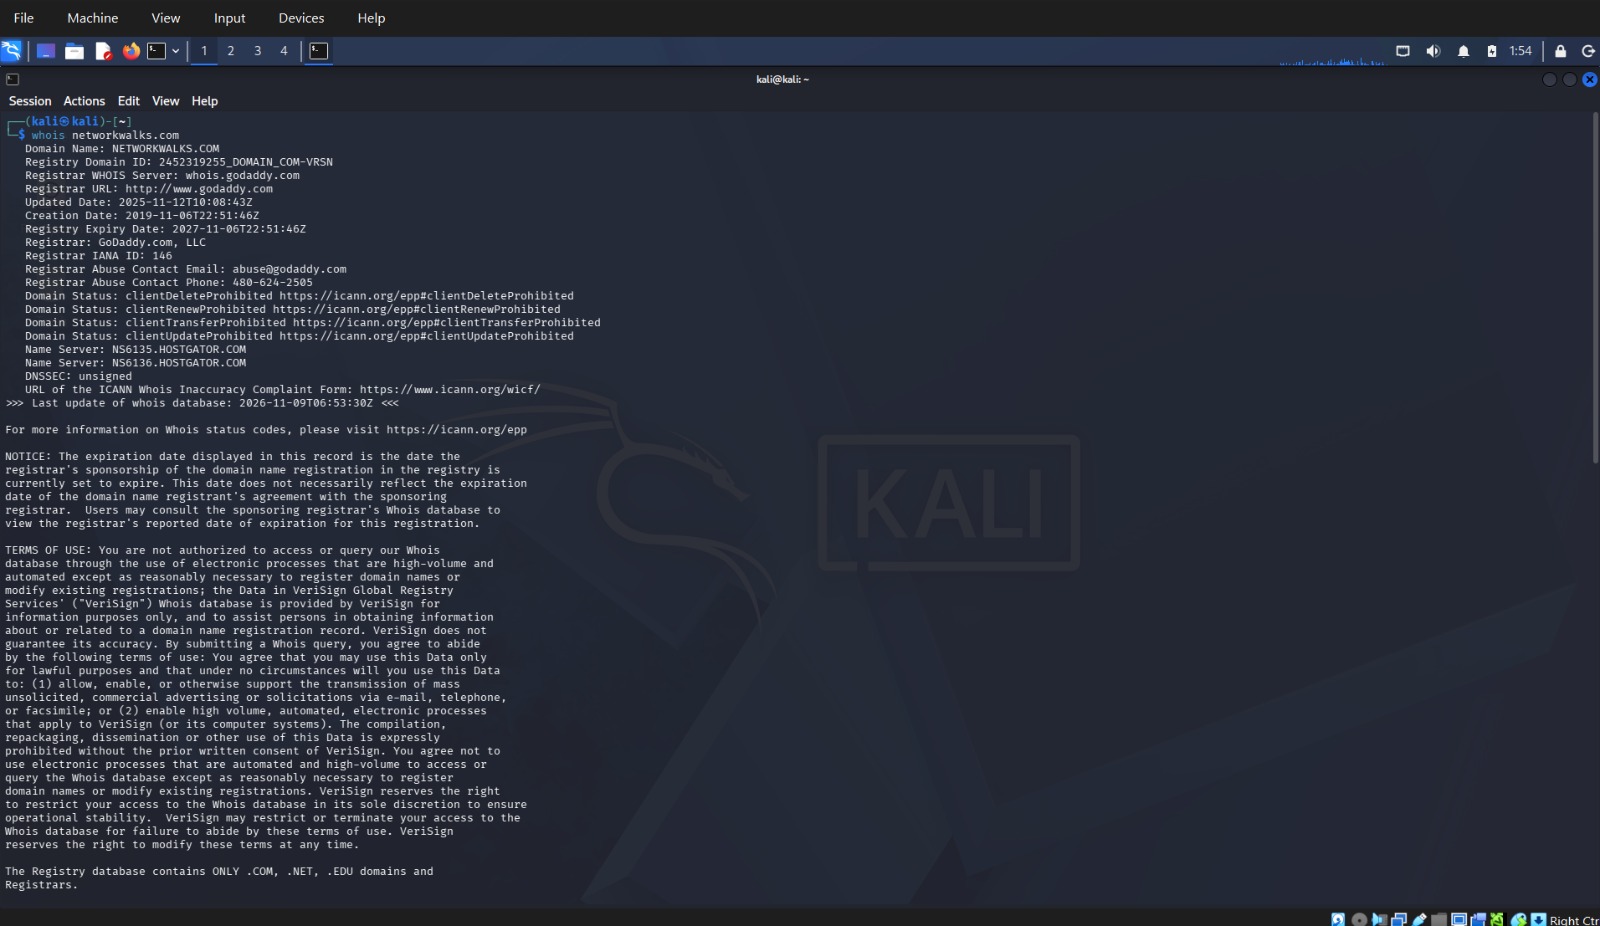 File Machine View Input Devices Help
1 2 3 4 1:54
kali@kali: ~
Session Actions Edit View Help
┌──(kali㉿kali)-[~]
└─$ whois networkwalks.com
Domain Name: NETWORKWALKS.COM
Registry Domain ID: 2452319255_DOMAIN_COM-VRSN
Registrar WHOIS Server: whois.godaddy.com
Registrar URL: http://www.godaddy.com
Updated Date: 2025-11-12T10:08:43Z
Creation Date: 2019-11-06T22:51:46Z
Registry Expiry Date: 2027-11-06T22:51:46Z
Registrar: GoDaddy.com, LLC
Registrar IANA ID: 146
Registrar Abuse Contact Email: abuse@godaddy.com
Registrar Abuse Contact Phone: 480-624-2505
Domain Status: clientDeleteProhibited https://icann.org/epp#clientDeleteProhibited
Domain Status: clientRenewProhibited https://icann.org/epp#clientRenewProhibited
Domain Status: clientTransferProhibited https://icann.org/epp#clientTransferProhibited
Domain Status: clientUpdateProhibited https://icann.org/epp#clientUpdateProhibited
Name Server: NS6135.HOSTGATOR.COM
Name Server: NS6136.HOSTGATOR.COM
DNSSEC: unsigned
URL of the ICANN Whois Inaccuracy Complaint Form: https://www.icann.org/wicf/
>>> Last update of whois database: 2026-11-09T06:53:30Z <<<
For more information on Whois status codes, please visit https://icann.org/epp
NOTICE: The expiration date displayed in this record is the date the
registrar's sponsorship of the domain name registration in the registry is
currently set to expire. This date does not necessarily reflect the expiration
date of the domain name registrant's agreement with the sponsoring
registrar. Users may consult the sponsoring registrar's Whois database to
view the registrar's reported date of expiration for this registration.
TERMS OF USE: You are not authorized to access or query our Whois
database through the use of electronic processes that are high-volume and
automated except as reasonably necessary to register domain names or
modify existing registrations; the Data in VeriSign Global Registry
Services' ("VeriSign") Whois database is provided by VeriSign for
information purposes only, and to assist persons in obtaining information
about or related to a domain name registration record. VeriSign does not
guarantee its accuracy. By submitting a Whois query, you agree to abide
by the following terms of use: You agree that you may use this Data only
for lawful purposes and that under no circumstances will you use this Data
to: (1) allow, enable, or otherwise support the transmission of mass
unsolicited, commercial advertising or solicitations via e-mail, telephone,
or facsimile; or (2) enable high volume, automated, electronic processes
that apply to VeriSign (or its computer systems). The compilation,
repackaging, dissemination or other use of this Data is expressly
prohibited without the prior written consent of VeriSign. You agree not to
use electronic processes that are automated and high-volume to access or
query the Whois database except as reasonably necessary to register
domain names or modify existing registrations. VeriSign reserves the right
to restrict your access to the Whois database in its sole discretion to ensure
operational stability. VeriSign may restrict or terminate your access to the
Whois database for failure to abide by these terms of use. VeriSign
reserves the right to modify these terms at any time.
The Registry database contains ONLY .COM, .NET, .EDU domains and
Registrars.
KALI
Right Ctr